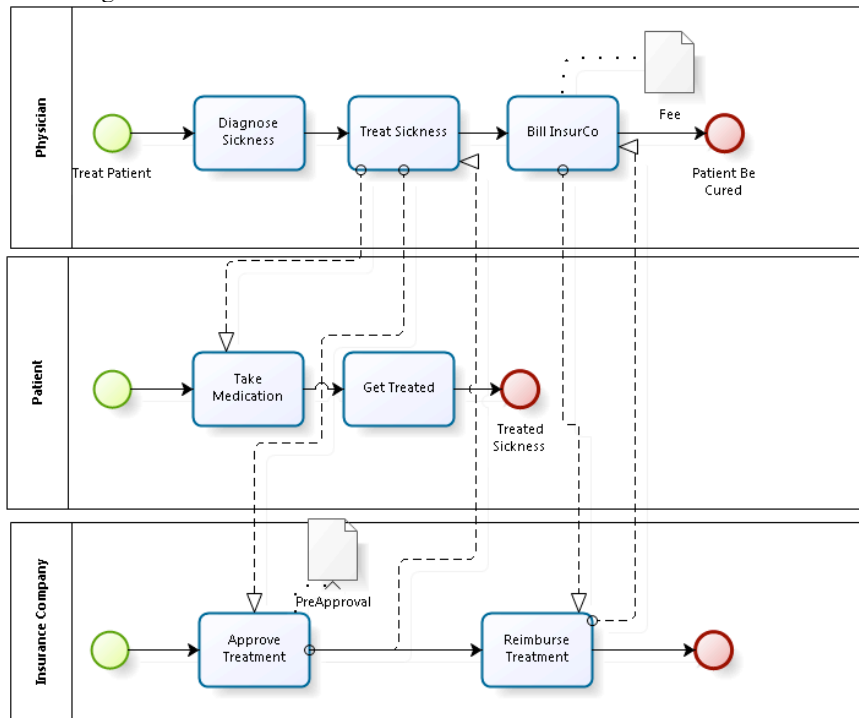 Physician
Diagnose
Sickness
Treat Sickness
Bill InsurCo
Fee
Treat Patient
Patient Be
Cured
Patient
Take
Medication
Get Treated
Treated
Sickness
Insurance Company
PreApproval
Approve
Treatment
Reimburse
Treatment